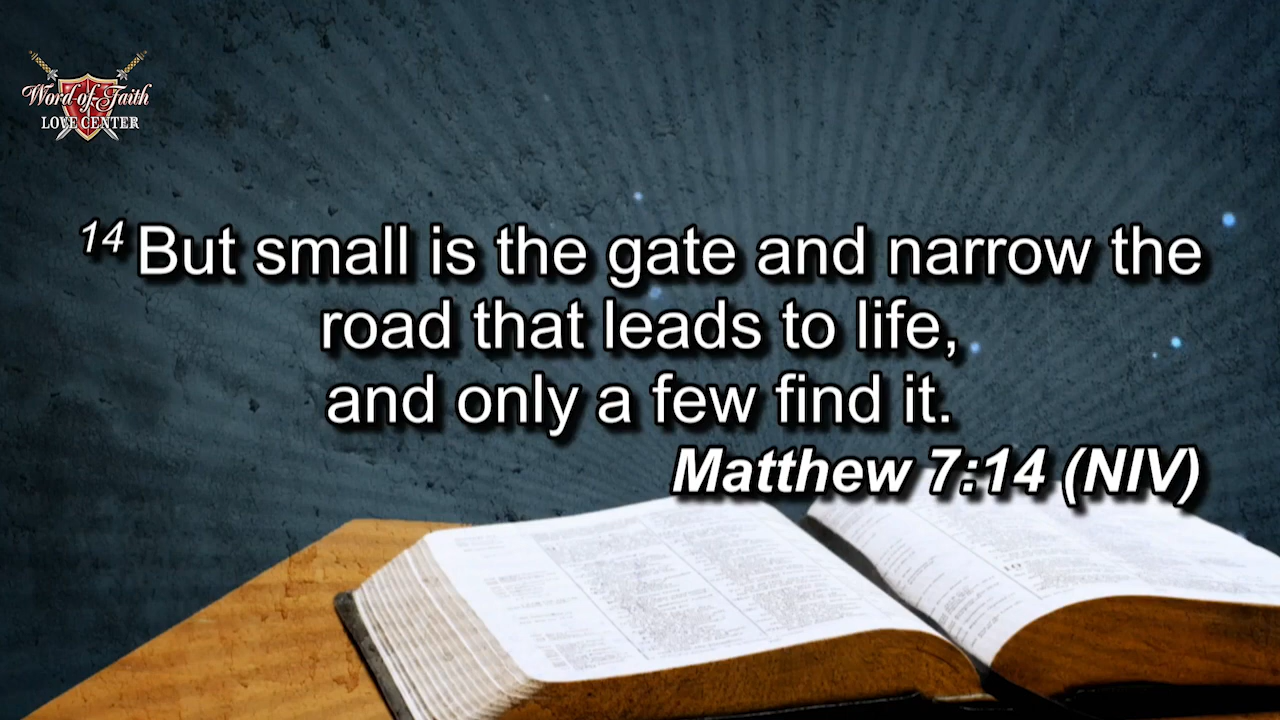 Word of Faith
LOVE CENTER
14 But small is the gate and narrow the
road that leads to life,
and only a few find it.
Matthew 7:14 (NIV)
10